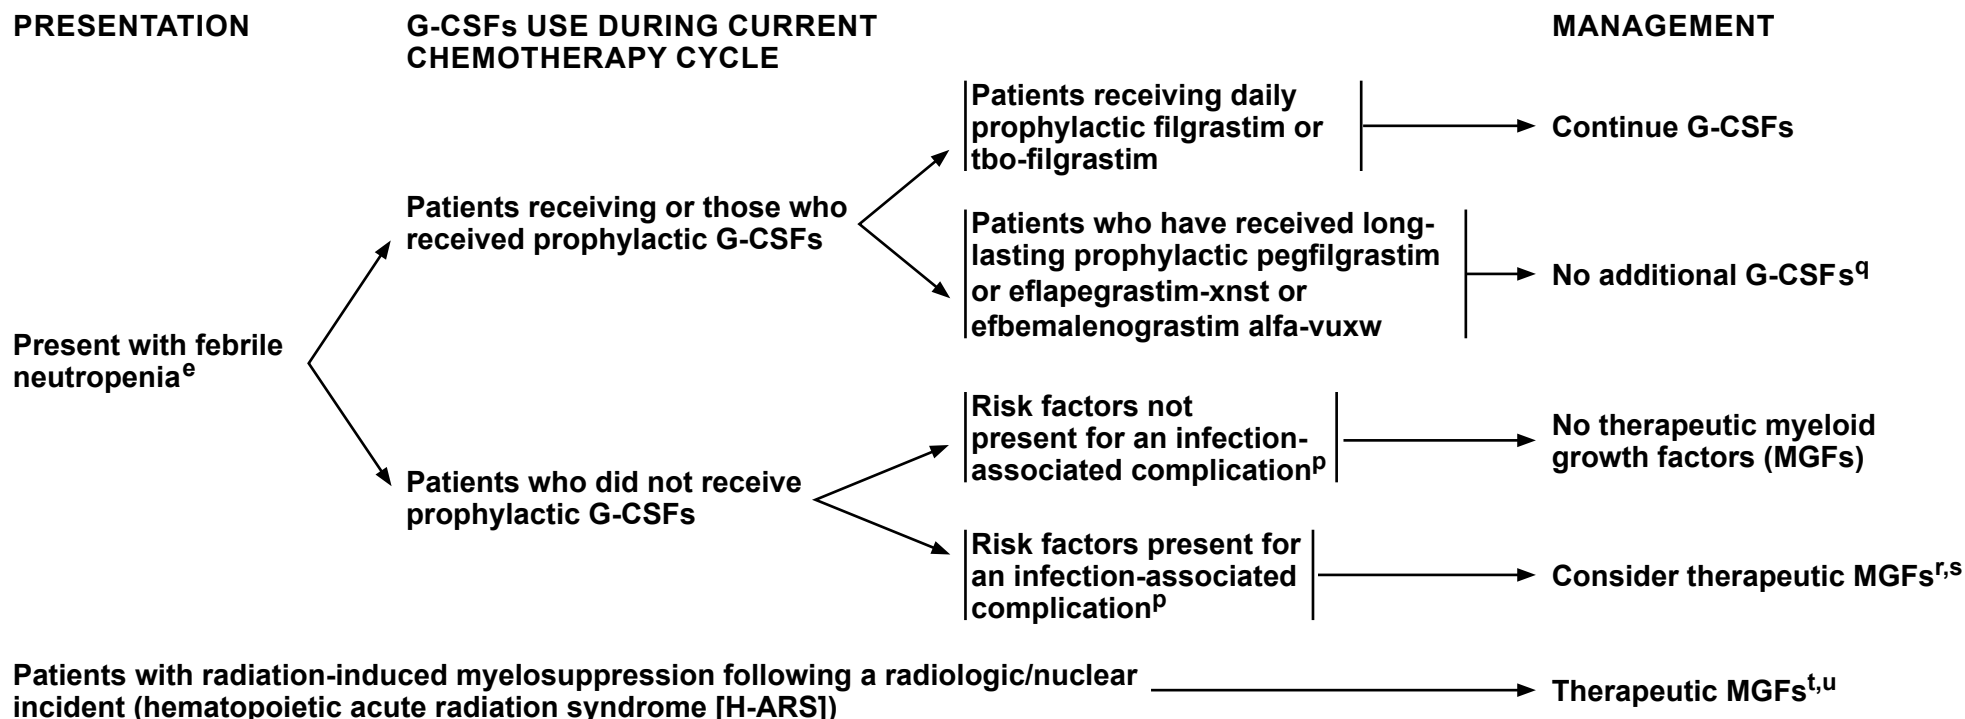 PRESENTATION
G-CSFs USE DURING CURRENT
CHEMOTHERAPY CYCLE
MANAGEMENT
Patients receiving daily
prophylactic filgrastim or
tbo-filgrastim
Continue G-CSFs
Patients receiving or those who
received prophylactic G-CSFs
Patients who have received long-
lasting prophylactic pegfilgrastim
or eflapegrastim-xnst or
efbemalenograstim alfa-vuxw
No additional G-CSFsq
Present with febrile
neutropeniae
Risk factors not
present for an infection-
associated complicationp
No therapeutic myeloid
growth factors (MGFs)
Patients who did not receive
prophylactic G-CSFs
Risk factors present for
an infection-associated
complicationp
Consider therapeutic MGFsr,s
Patients with radiation-induced myelosuppression following a radiologic/nuclear
incident (hematopoietic acute radiation syndrome [H-ARS])
Therapeutic MGFst,u